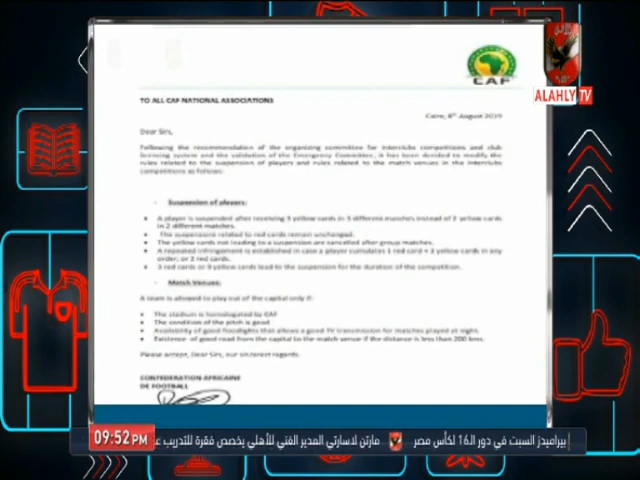 CAF
ALAHLY TV
TO ALL CAF NATIONAL ASSOCIATIONS
Cairo, 8th August 2019
Dear Sirs,
Following the recommendation of the organizing committee for interclubs competitions and club
licensing system and the validation of the Emergency Committee, it has been decided to modify the
rules related to the suspension of players and rules related to the match venues in the interclubs
competitions as follows:
- Suspension of players:
• A player is suspended after receiving 3 yellow cards in 3 different matches instead of 2 yellow cards
in 2 different matches.
• The suspensions related to red cards remain unchanged.
• The yellow cards not leading to a suspension are cancelled after group matches.
• A repeated infringement is established in case a player cumulates 1 red card + 3 yellow cards in any
order; or 2 red cards.
• 3 red cards or 9 yellow cards lead to the suspension for the duration of the competition.
- Match Venues:
A team is allowed to play out of the capital only if:
• The stadium is homologated by CAF
• The condition of the pitch is good
• Availability of good floodlights that allows a good TV transmission for matches played at night.
• Existence of good road from the capital to the match venue if the distance is less than 200 kms.
Please accept, Dear Sirs, our sincerest regards.
CONFEDERATION AFRICAINE
DE FOOTBALL
09:52 PM
بيراميدز السبت في دور الـ16 لكأس مصر مارتن لاسارتي المدير الفني للأهلي يخصص فقرة للتدريب